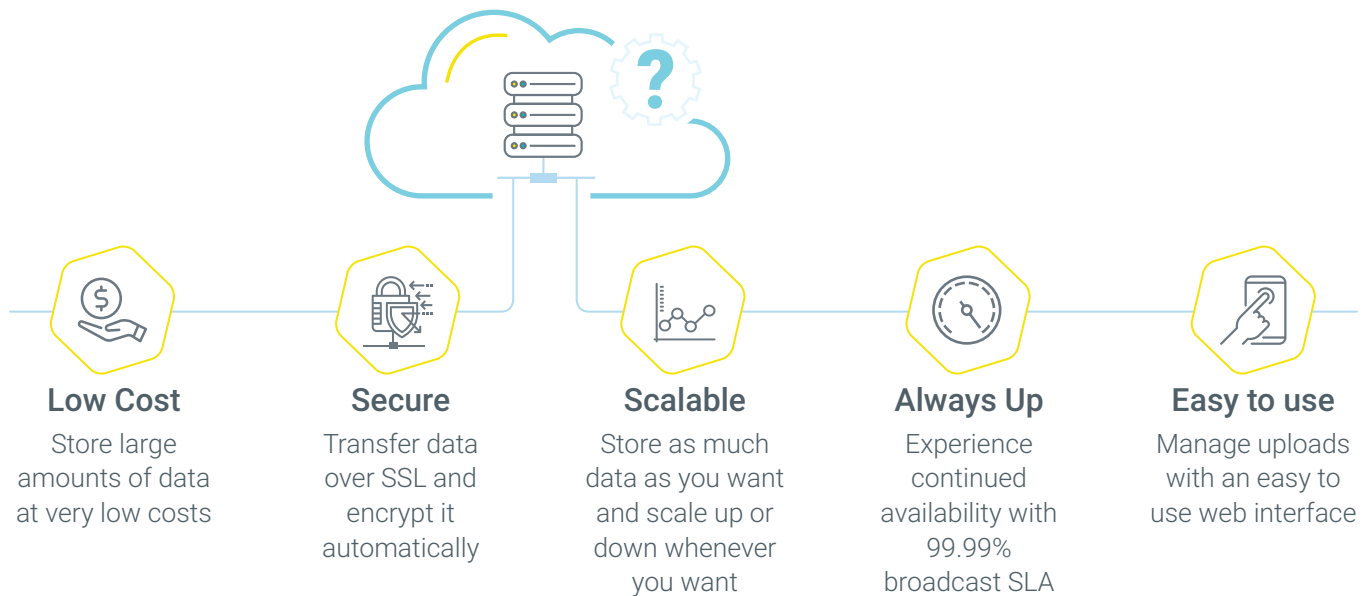 ?
$
Low Cost
Store large
amounts of data
at very low costs
Secure
Transfer data
over SSL and
encrypt it
automatically
Scalable
Store as much
data as you want
and scale up or
down whenever
you want
Always Up
Experience
continued
availability with
99.99%
broadcast SLA
Easy to use
Manage uploads
with an easy to
use web interface